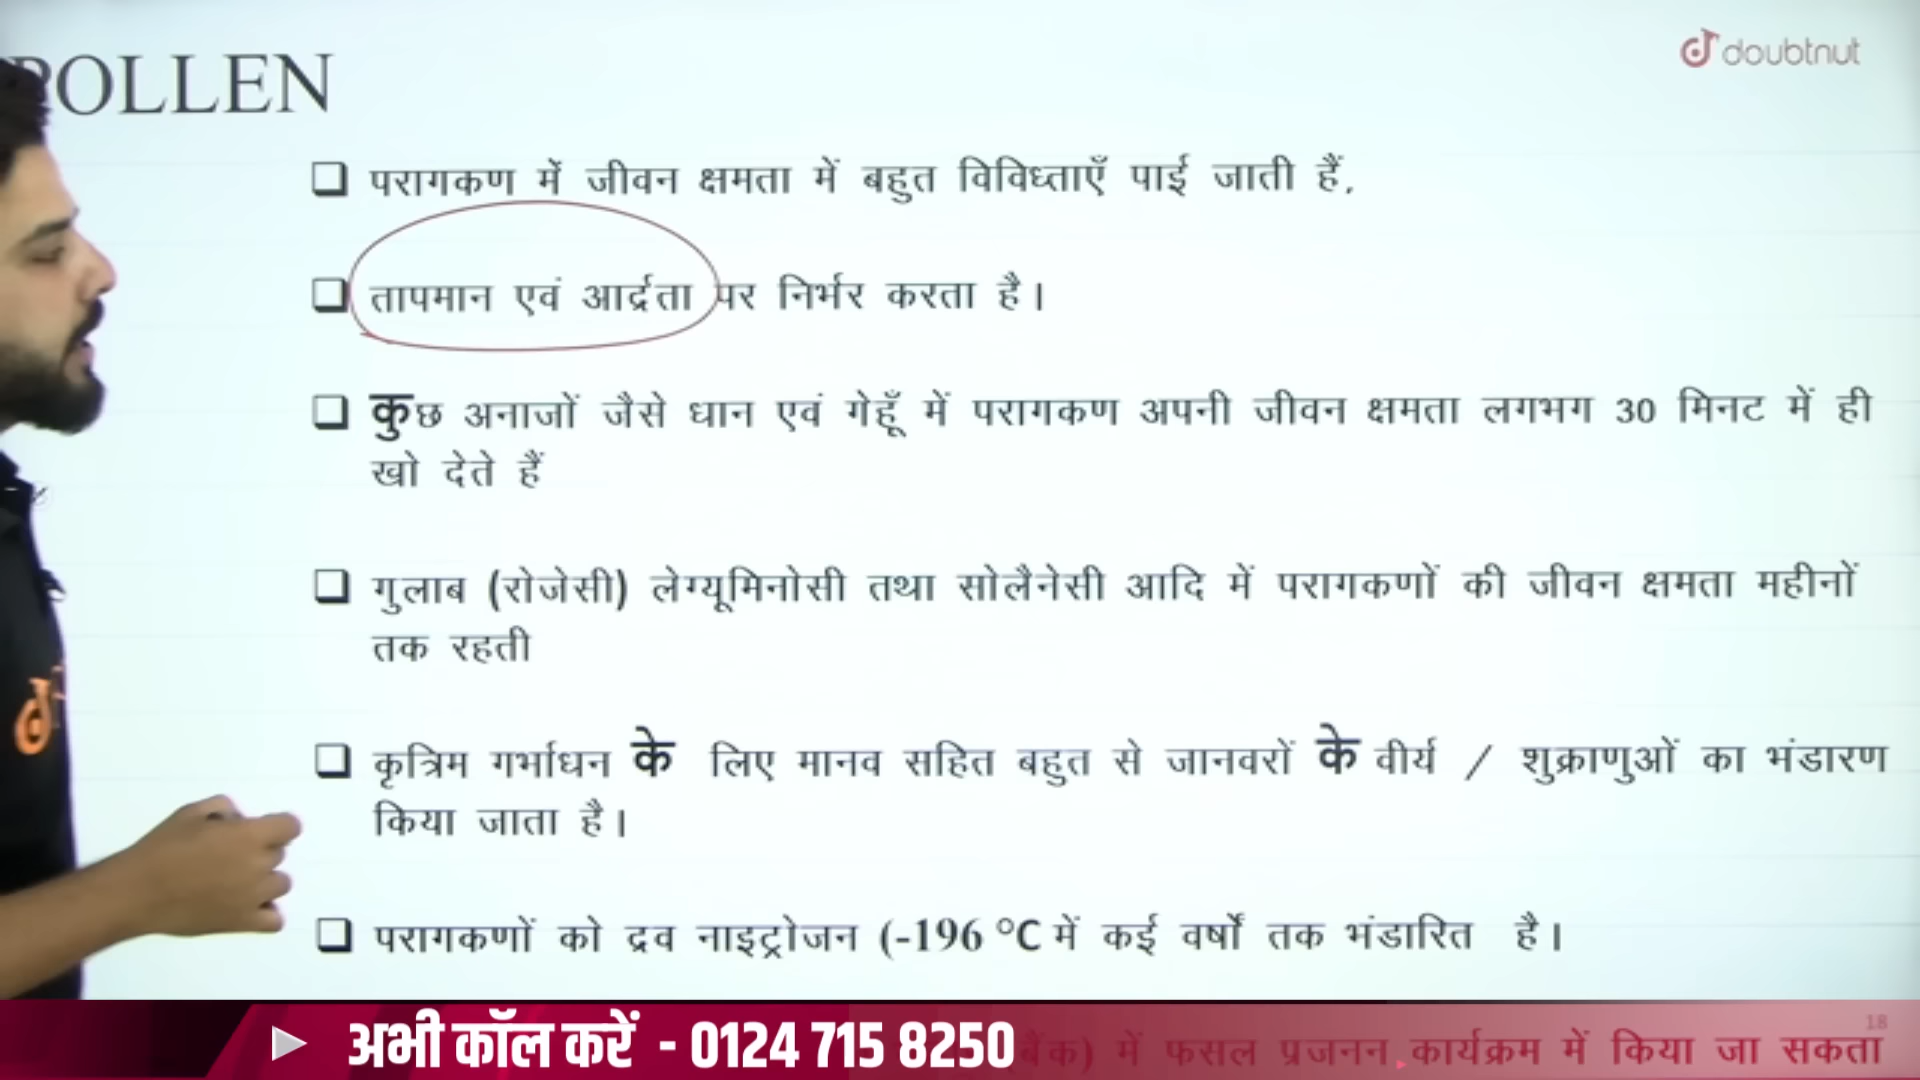 POLLEN
doubtnut
❑ परागकण में जीवन क्षमता में बहुत विविध्ताएँ पाई जाती हैं.
❑ तापमान एवं आर्द्रता पर निर्भर करता है।
❑ कुछ अनाजों जैसे धान एवं गेहूँ में परागकण अपनी जीवन क्षमता लगभग 30 मिनट में ही
खो देते हैं
❑ गुलाब (रोजेसी) लेग्यूमिनोसी तथा सोलैनेसी आदि में परागकणों की जीवन क्षमता महीनों
तक रहती
❑ कृत्रिम गर्भाधन के लिए मानव सहित बहुत से जानवरों के वीर्य / शुक्राणुओं का भंडारण
किया जाता है।
❑ परागकणों को द्रव नाइट्रोजन (-196 °C में कई वर्षों तक भंडारित है।
18
अभी कॉल करें - 0124 715 8250
बैंक) में फसल प्रजनन कार्यक्रम में किया जा सकता